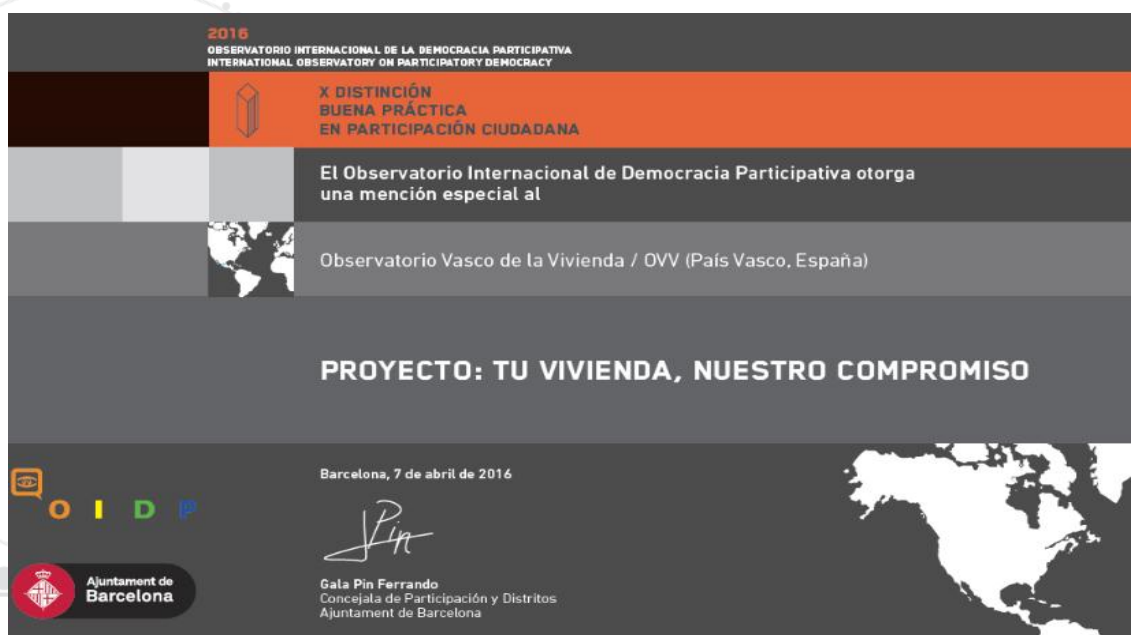 2016
OBSERVATORIO INTERNACIONAL DE LA DEMOCRACIA PARTICIPATIVA
INTERNATIONAL OBSERVATORY ON PARTICIPATORY DEMOCRACY
X DISTINCIÓN
BUENA PRÁCTICA
EN PARTICIPACIÓN CIUDADANA
El Observatorio Internacional de Democracia Participativa otorga
una mención especial al
Observatorio Vasco de la Vivienda / OVV (País Vasco, España)
PROYECTO: TU VIVIENDA, NUESTRO COMPROMISO
Barcelona, 7 de abril de 2016
O I D P
Pin
Gala Pin Ferrando
Concejala de Participación y Distritos
Ajuntament de Barcelona
Ajuntament de
Barcelona